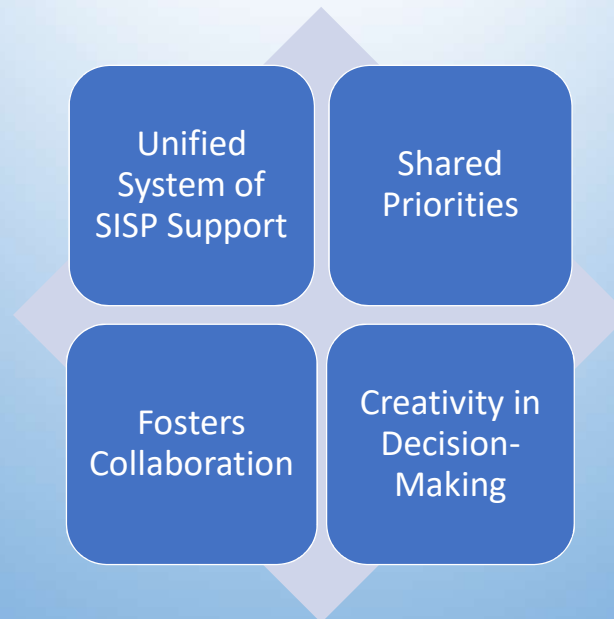 Unified
System of
SISP Support
Shared
Priorities
Fosters
Collaboration
Creativity in
Decision-
Making